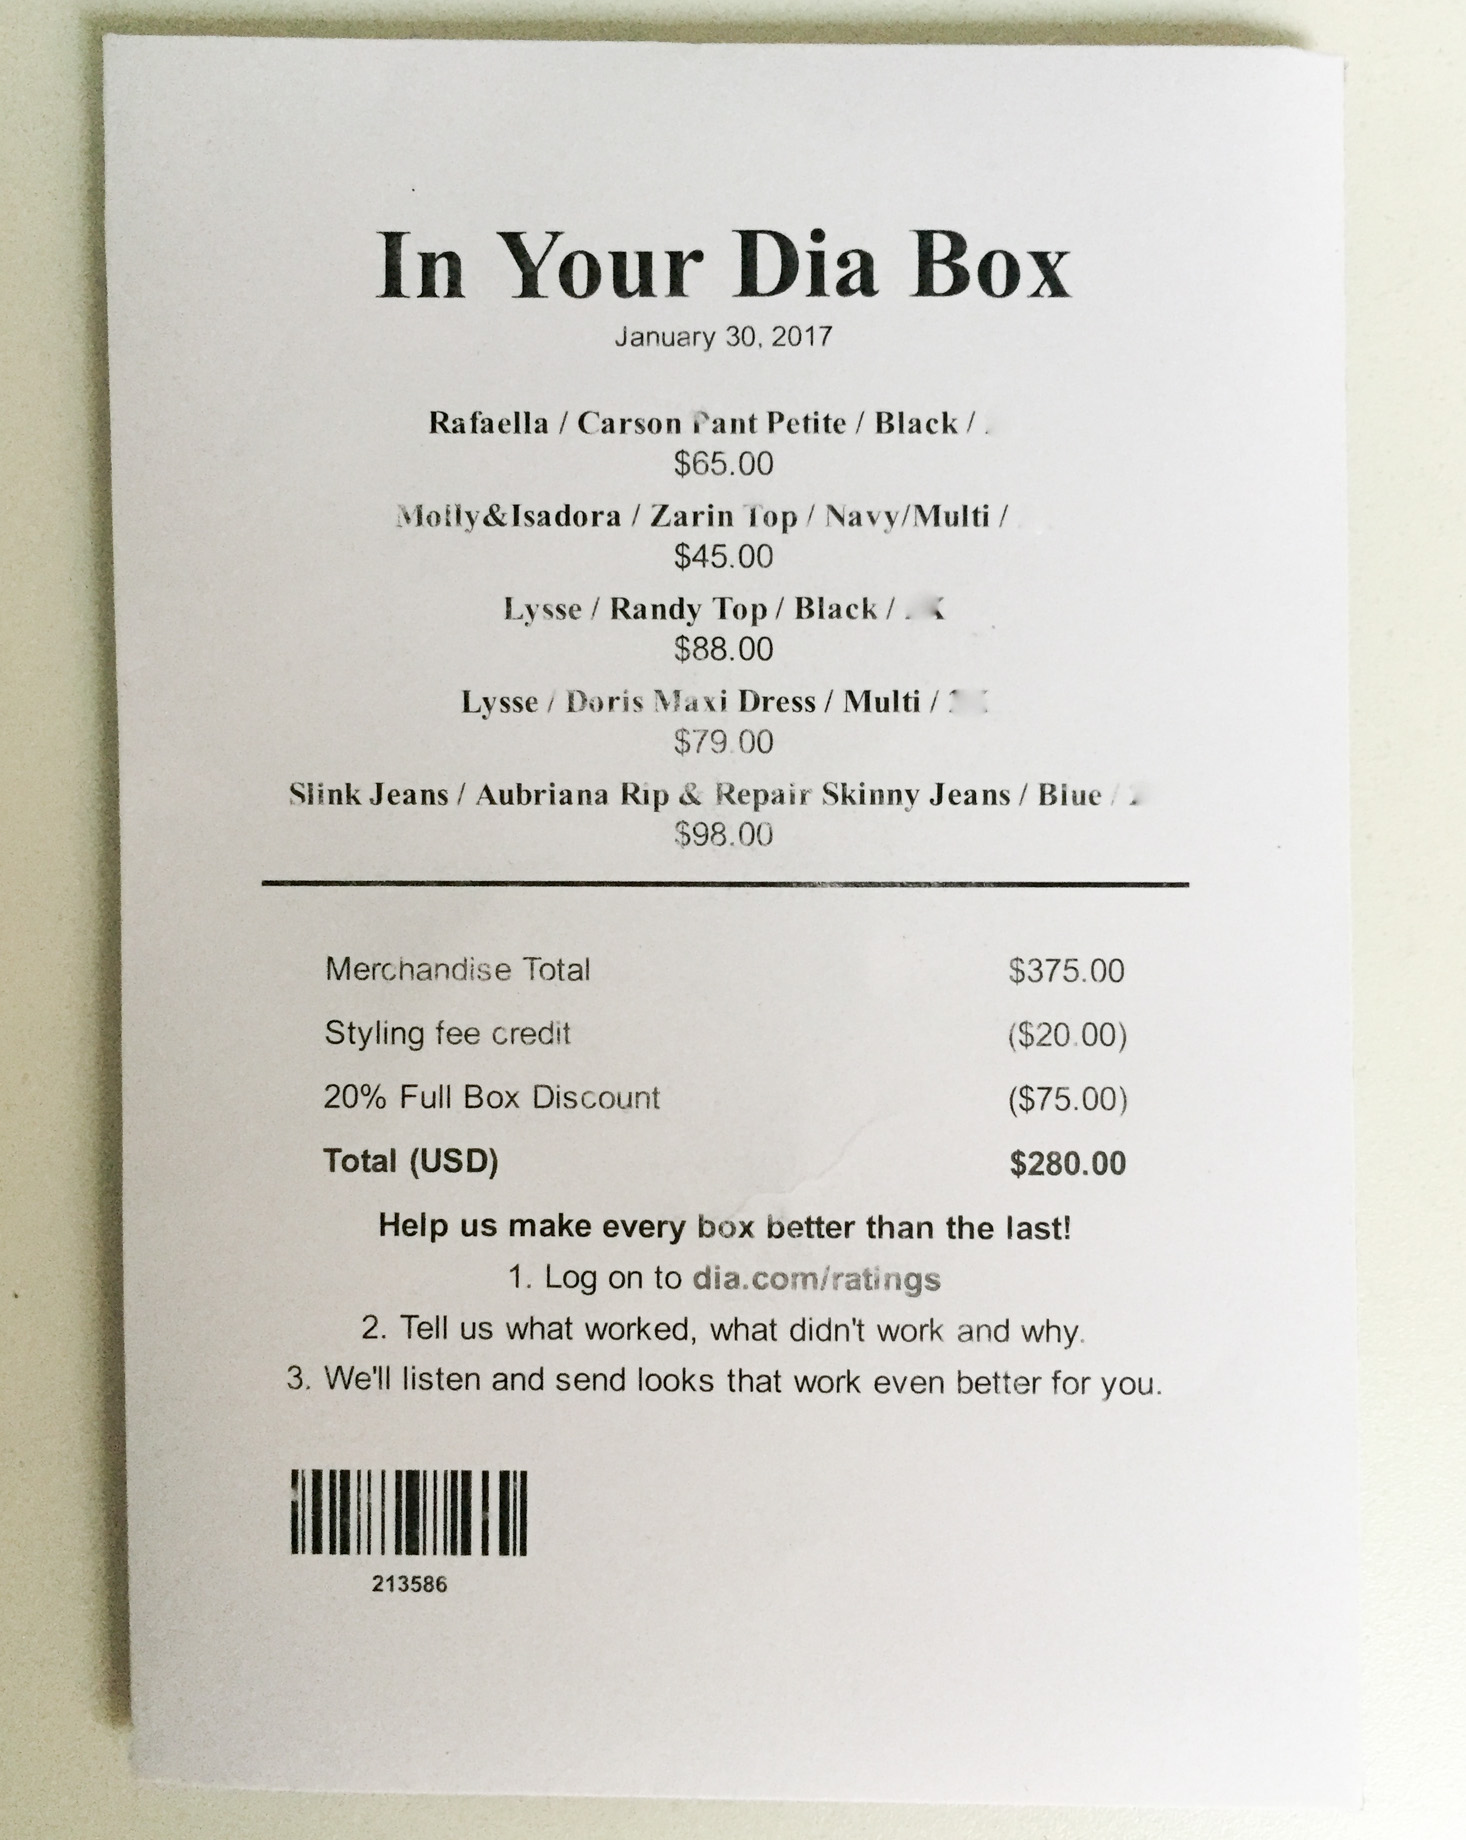 In Your Dia Box
January 30, 2017
Rafaella / Carson Pant Petite / Black /
$65.00
Molly&Isadora / Zarin Top / Navy/Multi /
$45.00
Lysse / Randy Top / Black /
$88.00
Lysse / Doris Maxi Dress / Multi /
$79.00
Slink Jeans / Aubriana Rip & Repair Skinny Jeans / Blue /
$98.00
Merchandise Total $375.00
Styling fee credit ($20.00)
20% Full Box Discount ($75.00)
Total (USD) $280.00
Help us make every box better than the last!
1. Log on to dia.com/ratings
2. Tell us what worked, what didn't work and why.
3. We'll listen and send looks that work even better for you.
213586